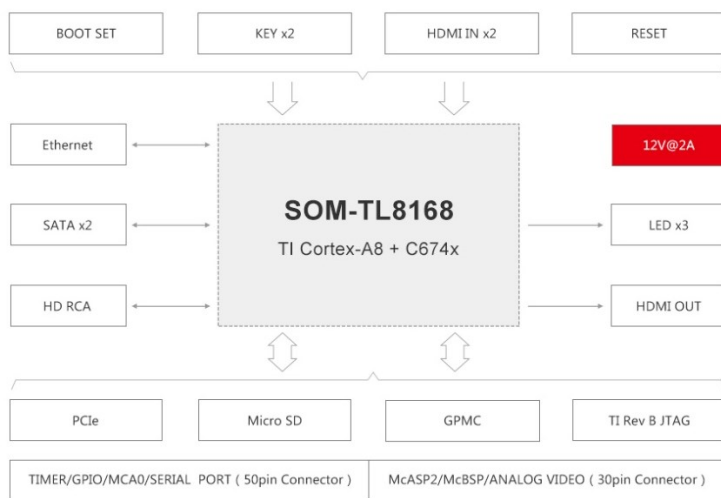 BOOT SET
KEY x2
HDMI IN x2
RESET
Ethernet
12V@2A
SOM-TL8168
TI Cortex-A8 + C674x
SATA x2
LED x3
HD RCA
HDMI OUT
PCIe
Micro SD
GPMC
TI Rev B JTAG
TIMER/GPIO/MCA0/SERIAL PORT ( 50pin Connector )
McASP2/McBSP/ANALOG VIDEO ( 30pin Connector )